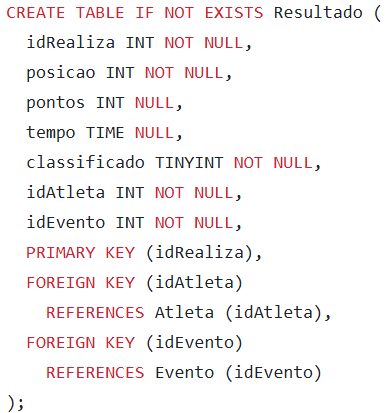 CREATE TABLE IF NOT EXISTS Resultado (
  idRealiza INT NOT NULL,
  posicao INT NOT NULL,
  pontos INT NULL,
  tempo TIME NULL,
  classificado TINYINT NOT NULL,
  idAtleta INT NOT NULL,
  idEvento INT NOT NULL,
  PRIMARY KEY (idRealiza),
  FOREIGN KEY (idAtleta)
    REFERENCES Atleta (idAtleta),
  FOREIGN KEY (idEvento)
    REFERENCES Evento (idEvento)
);